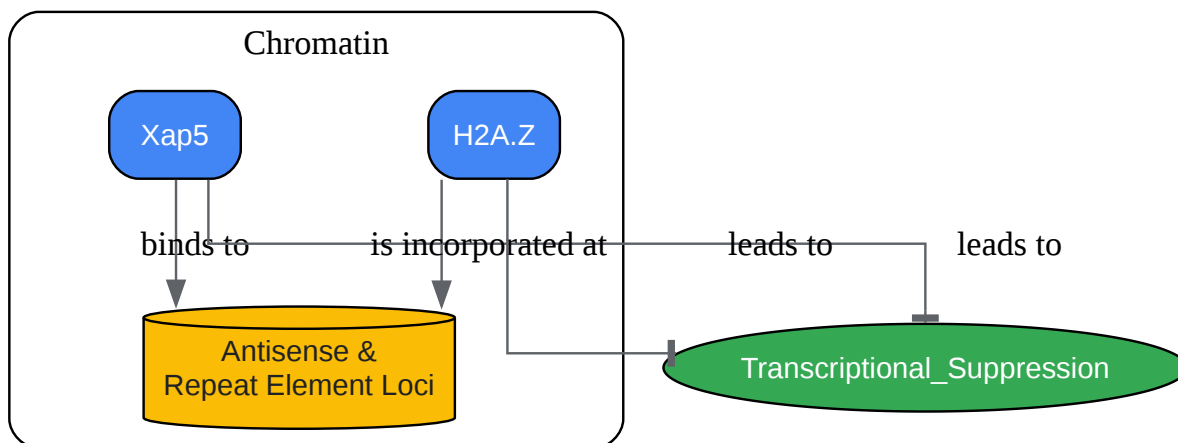 Chromatin
Xap5
H2A.Z
binds to
is incorporated at
leads to
leads to
Antisense &
Repeat Element Loci
Transcriptional_Suppression